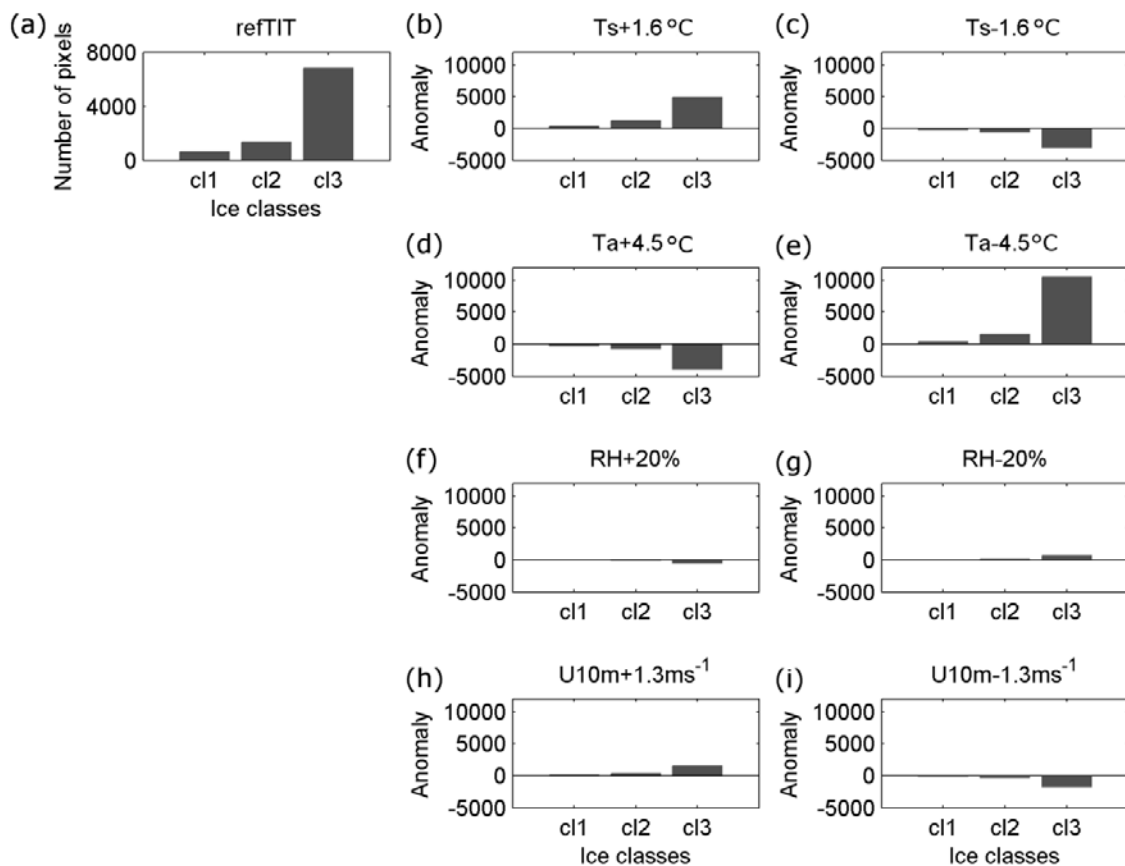 (a) refTIT
Number of pixels
8000
4000
0
cl1 cl2 cl3
Ice classes
(b) Ts+1.6 °C
Anomaly
10000
5000
0
-5000
cl1 cl2 cl3
(c) Ts-1.6 °C
Anomaly
10000
5000
0
-5000
cl1 cl2 cl3
(d) Ta+4.5 °C
Anomaly
10000
5000
0
-5000
cl1 cl2 cl3
(e) Ta-4.5°C
Anomaly
10000
5000
0
-5000
cl1 cl2 cl3
(f) RH+20%
Anomaly
10000
5000
0
-5000
cl1 cl2 cl3
(g) RH-20%
Anomaly
10000
5000
0
-5000
cl1 cl2 cl3
(h) U10m+1.3ms⁻¹
Anomaly
10000
5000
0
-5000
cl1 cl2 cl3
Ice classes
(i) U10m-1.3ms⁻¹
Anomaly
10000
5000
0
-5000
cl1 cl2 cl3
Ice classes